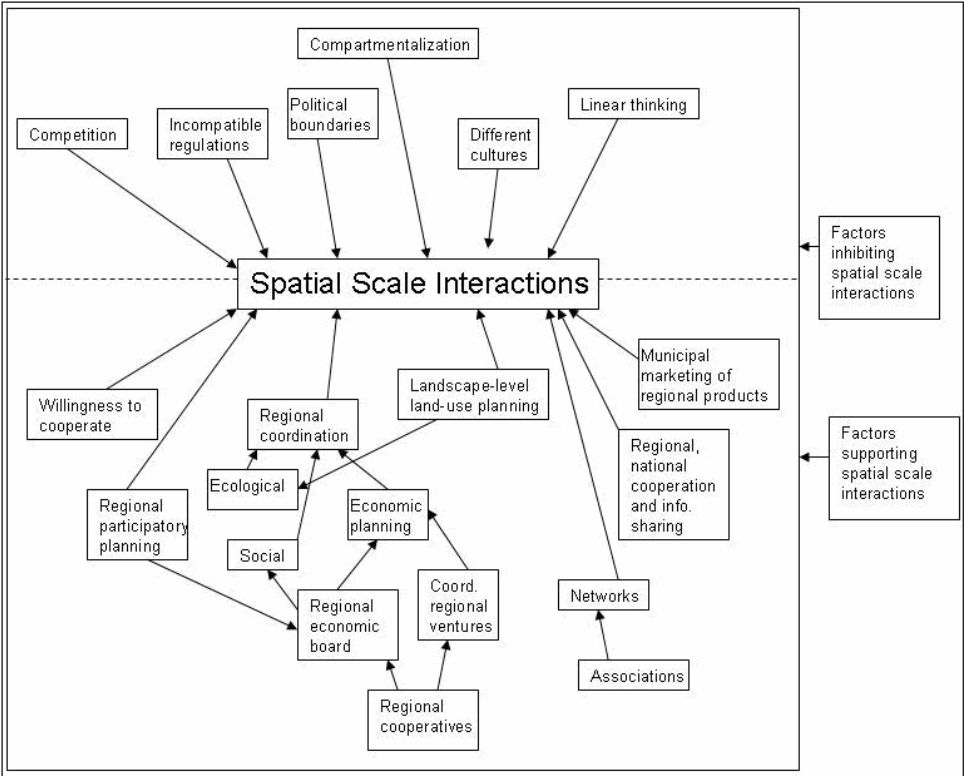 Compartmentalization
Political
boundaries
Linear thinking
Competition
Incompatible
regulations
Different
cultures
Factors
inhibiting
spatial scale
interactions
Spatial Scale Interactions
Municipal
marketing of
regional products
Landscape-level
land-use planning
Willingness to
cooperate
Regional
coordination
Factors
supporting
spatial scale
interactions
Regional,
national
cooperation
and info.
sharing
Ecological
Regional
participatory
planning
Economic
planning
Social
Coord.
regional
ventures
Networks
Regional
economic
board
Associations
Regional
cooperatives